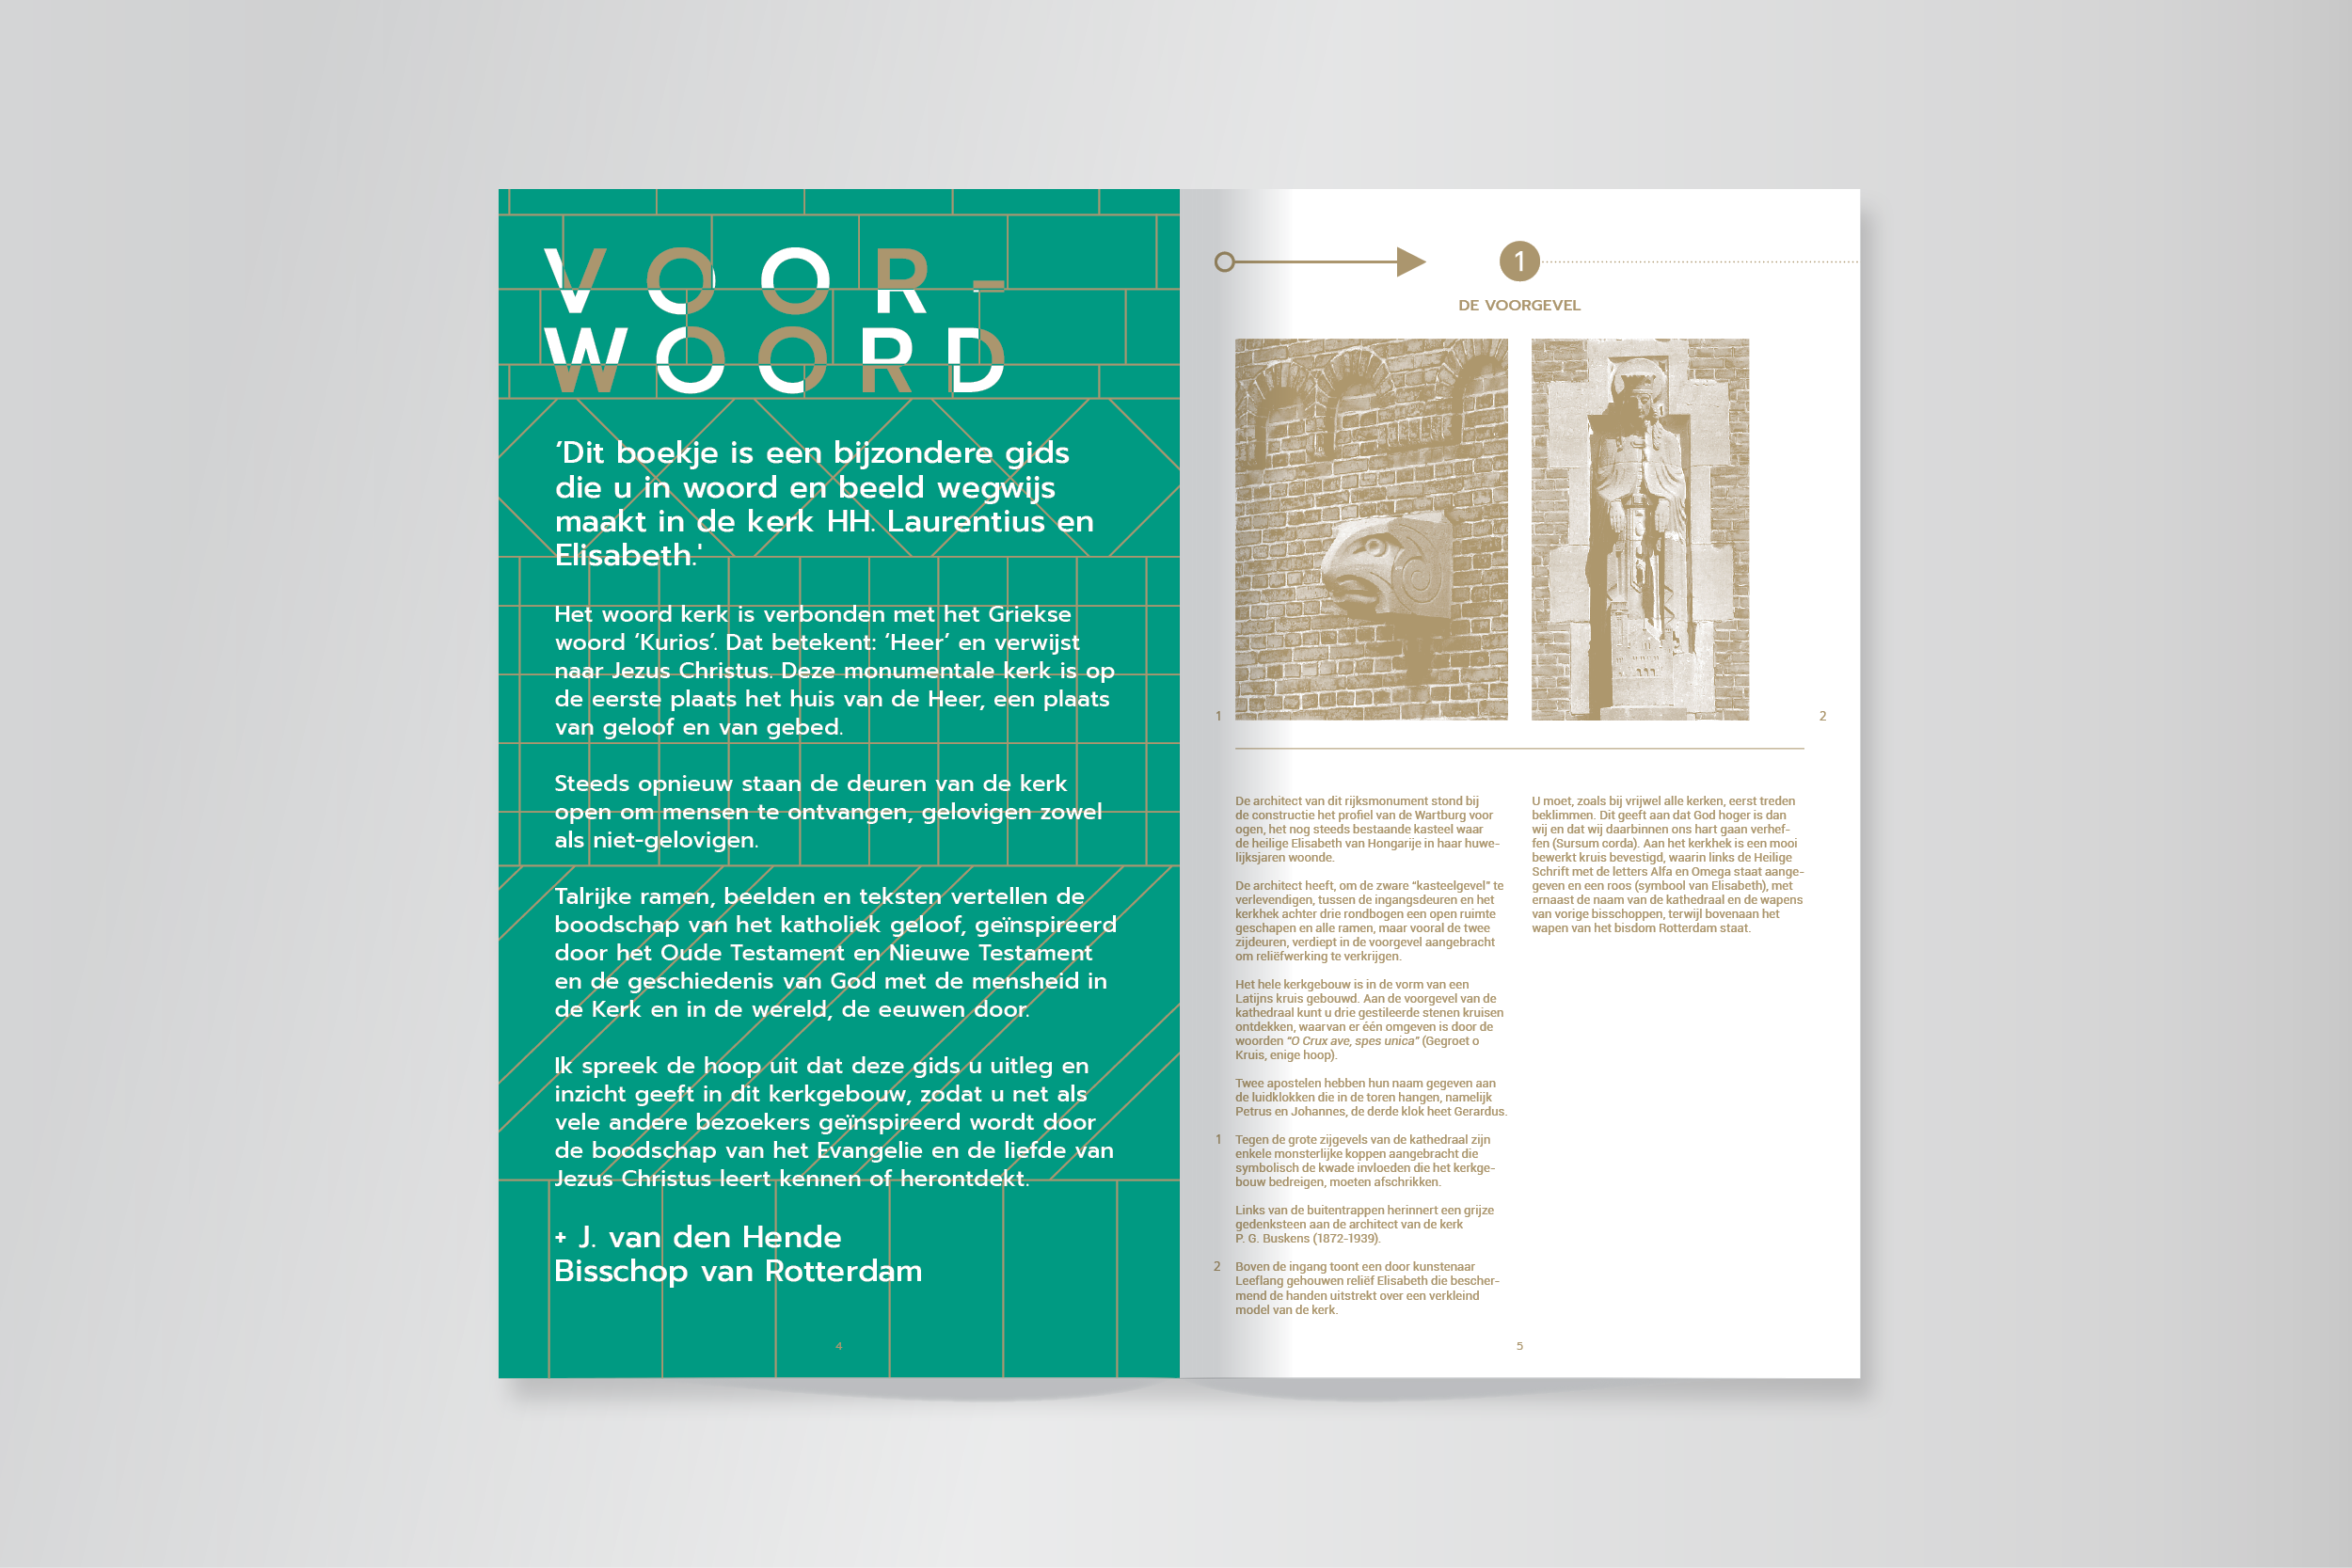 VOOR-
WOORD
‘Dit boekje is een bijzondere gids
die u in woord en beeld wegwijs
maakt in de kerk HH. Laurentius en
Elisabeth.'
Het woord kerk is verbonden met het Griekse
woord ‘Kurios’. Dat betekent: ‘Heer’ en verwijst
naar Jezus Christus. Deze monumentale kerk is op
de eerste plaats het huis van de Heer, een plaats
van geloof en van gebed.
Steeds opnieuw staan de deuren van de kerk
open om mensen te ontvangen, gelovigen zowel
als niet-gelovigen.
Talrijke ramen, beelden en teksten vertellen de
boodschap van het katholiek geloof, geïnspireerd
door het Oude Testament en Nieuwe Testament
en de geschiedenis van God met de mensheid in
de Kerk en in de wereld, de eeuwen door.
Ik spreek de hoop uit dat deze gids u uitleg en
inzicht geeft in dit kerkgebouw, zodat u net als
vele andere bezoekers geïnspireerd wordt door
de boodschap van het Evangelie en de liefde van
Jezus Christus leert kennen of herontdekt.
+ J. van den Hende
Bisschop van Rotterdam
4
1
DE VOORGEVEL
1
2
De architect van dit rijksmonument stond bij
de constructie het profiel van de Wartburg voor
ogen, het nog steeds bestaande kasteel waar
de heilige Elisabeth van Hongarije in haar huwe-
lijksjaren woonde.
De architect heeft, om de zware “kasteelgevel” te
verlevendigen, tussen de ingangsdeuren en het
kerkhek achter drie rondbogen een open ruimte
geschapen en alle ramen, maar vooral de twee
zijdeuren, verdiept in de voorgevel aangebracht
om reliëfwerking te verkrijgen.
Het hele kerkgebouw is in de vorm van een
Latijns kruis gebouwd. Aan de voorgevel van de
kathedraal kunt u drie gestileerde stenen kruisen
ontdekken, waarvan er één omgeven is door de
woorden “O Crux ave, spes unica” (Gegroet o
Kruis, enige hoop).
Twee apostelen hebben hun naam gegeven aan
de luidklokken die in de toren hangen, namelijk
Petrus en Johannes, de derde klok heet Gerardus.
1 Tegen de grote zijgevels van de kathedraal zijn
enkele monsterlijke koppen aangebracht die
symbolisch de kwade invloeden die het kerkge-
bouw bedreigen, moeten afschrikken.
Links van de buitentrappen herinnert een grijze
gedenksteen aan de architect van de kerk
P. G. Buskens (1872-1939).
2 Boven de ingang toont een door kunstenaar
Leeflang gehouwen reliëf Elisabeth die bescher-
mend de handen uitstrekt over een verkleind
model van de kerk.
U moet, zoals bij vrijwel alle kerken, eerst treden
beklimmen. Dit geeft aan dat God hoger is dan
wij en dat wij daarbinnen ons hart gaan verhef-
fen (Sursum corda). Aan het kerkhek is een mooi
bewerkt kruis bevestigd, waarin links de Heilige
Schrift met de letters Alfa en Omega staat aange-
geven en een roos (symbool van Elisabeth), met
ernaast de naam van de kathedraal en de wapens
van vorige bisschoppen, terwijl bovenaan het
wapen van het bisdom Rotterdam staat.
5